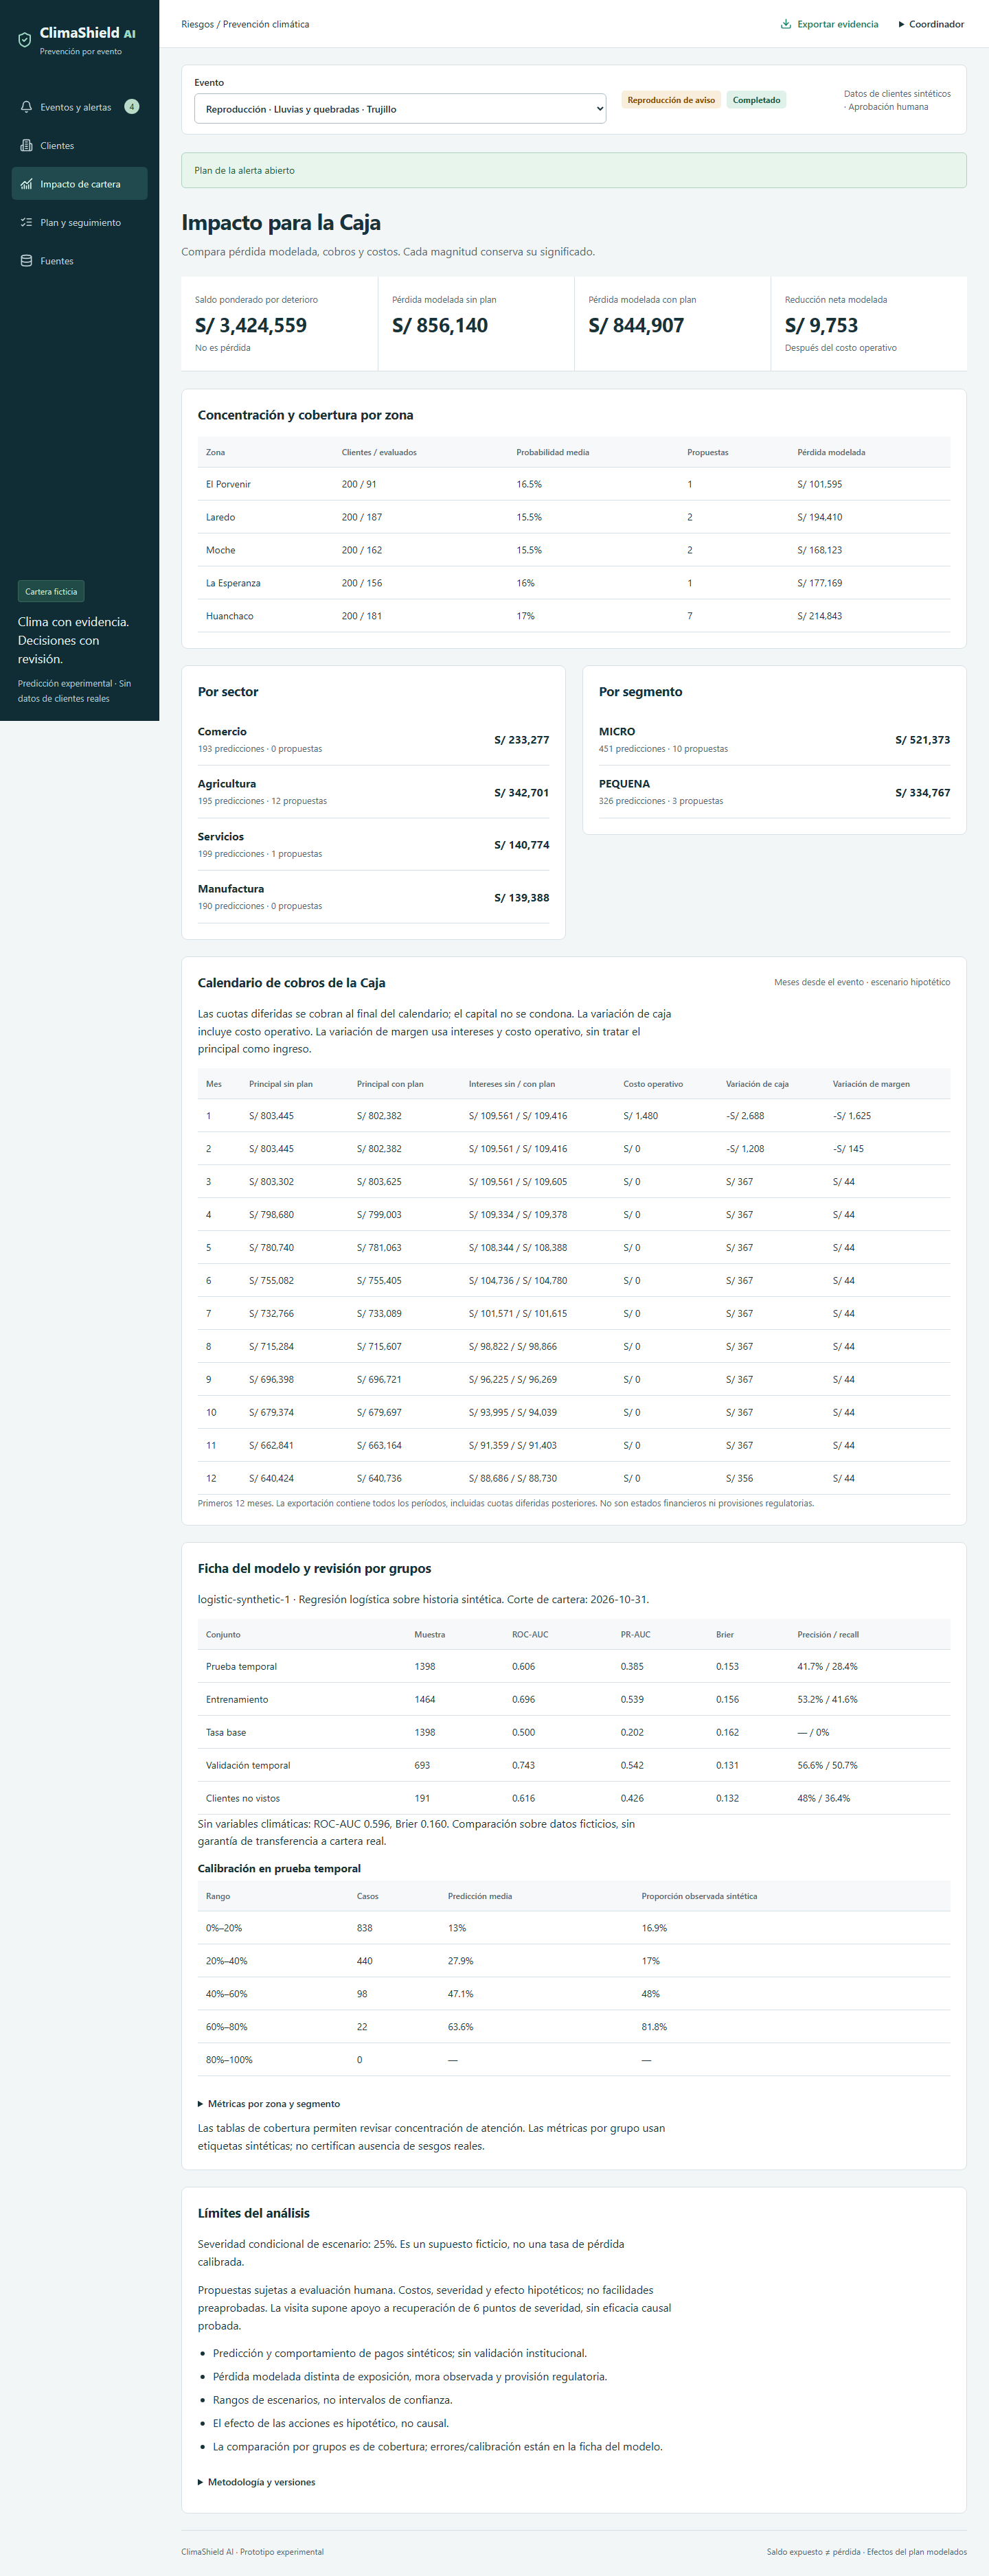 ClimaShield AI
Prevención por evento
Eventos y alertas 4
Clientes
Impacto de cartera
Plan y seguimiento
Fuentes
Cartera ficticia
Clima con evidencia.
Decisiones con
revisión.
Predicción experimental · Sin
datos de clientes reales
Riesgos / Prevención climática
Exportar evidencia
Coordinador
Evento
Reproducción · Lluvias y quebradas · Trujillo
Reproducción de aviso
Completado
Datos de clientes sintéticos
· Aprobación humana
Plan de la alerta abierto
Impacto para la Caja
Compara pérdida modelada, cobros y costos. Cada magnitud conserva su significado.
Saldo ponderado por deterioro
S/ 3,424,559
No es pérdida
Pérdida modelada sin plan
S/ 856,140
Pérdida modelada con plan
S/ 844,907
Reducción neta modelada
S/ 9,753
Después del costo operativo
Concentración y cobertura por zona
Zona Clientes / evaluados Probabilidad media Propuestas Pérdida modelada
El Porvenir 200 / 91 16.5% 1 S/ 101,595
Laredo 200 / 187 15.5% 2 S/ 194,410
Moche 200 / 162 15.5% 2 S/ 168,123
La Esperanza 200 / 156 16% 1 S/ 177,169
Huanchaco 200 / 181 17% 7 S/ 214,843
Por sector
Comercio
193 predicciones · 0 propuestas
S/ 233,277
Agricultura
195 predicciones · 12 propuestas
S/ 342,701
Servicios
199 predicciones · 1 propuestas
S/ 140,774
Manufactura
190 predicciones · 0 propuestas
S/ 139,388
Por segmento
MICRO
451 predicciones · 10 propuestas
S/ 521,373
PEQUENA
326 predicciones · 3 propuestas
S/ 334,767
Calendario de cobros de la Caja
Meses desde el evento · escenario hipotético
Las cuotas diferidas se cobran al final del calendario; el capital no se condona. La variación de caja
incluye costo operativo. La variación de margen usa intereses y costo operativo, sin tratar el
principal como ingreso.
Mes Principal sin plan Principal con plan Intereses sin / con plan Costo operativo Variación de caja Variación de margen
1 S/ 803,445 S/ 802,382 S/ 109,561 / S/ 109,416 S/ 1,480 -S/ 2,688 -S/ 1,625
2 S/ 803,445 S/ 802,382 S/ 109,561 / S/ 109,416 S/ 0 -S/ 1,208 -S/ 145
3 S/ 803,302 S/ 803,625 S/ 109,561 / S/ 109,605 S/ 0 S/ 367 S/ 44
4 S/ 798,680 S/ 799,003 S/ 109,334 / S/ 109,378 S/ 0 S/ 367 S/ 44
5 S/ 780,740 S/ 781,063 S/ 108,344 / S/ 108,388 S/ 0 S/ 367 S/ 44
6 S/ 755,082 S/ 755,405 S/ 104,736 / S/ 104,780 S/ 0 S/ 367 S/ 44
7 S/ 732,766 S/ 733,089 S/ 101,571 / S/ 101,615 S/ 0 S/ 367 S/ 44
8 S/ 715,284 S/ 715,607 S/ 98,822 / S/ 98,866 S/ 0 S/ 367 S/ 44
9 S/ 696,398 S/ 696,721 S/ 96,225 / S/ 96,269 S/ 0 S/ 367 S/ 44
10 S/ 679,374 S/ 679,697 S/ 93,995 / S/ 94,039 S/ 0 S/ 367 S/ 44
11 S/ 662,841 S/ 663,164 S/ 91,359 / S/ 91,403 S/ 0 S/ 367 S/ 44
12 S/ 640,424 S/ 640,736 S/ 88,686 / S/ 88,730 S/ 0 S/ 356 S/ 44
Primeros 12 meses. La exportación contiene todos los períodos, incluidas cuotas diferidas posteriores. No son estados financieros ni provisiones regulatorias.
Ficha del modelo y revisión por grupos
logistic-synthetic-1 · Regresión logística sobre historia sintética. Corte de cartera: 2026-10-31.
Conjunto Muestra ROC-AUC PR-AUC Brier Precisión / recall
Prueba temporal 1398 0.606 0.385 0.153 41.7% / 28.4%
Entrenamiento 1464 0.696 0.539 0.156 53.2% / 41.6%
Tasa base 1398 0.500 0.202 0.162 — / 0%
Validación temporal 693 0.743 0.542 0.131 56.6% / 50.7%
Clientes no vistos 191 0.616 0.426 0.132 48% / 36.4%
Sin variables climáticas: ROC-AUC 0.596, Brier 0.160. Comparación sobre datos ficticios, sin
garantía de transferencia a cartera real.
Calibración en prueba temporal
Rango Casos Predicción media Proporción observada sintética
0%–20% 838 13% 16.9%
20%–40% 440 27.9% 17%
40%–60% 98 47.1% 48%
60%–80% 22 63.6% 81.8%
80%–100% 0 — —
Métricas por zona y segmento
Las tablas de cobertura permiten revisar concentración de atención. Las métricas por grupo usan
etiquetas sintéticas; no certifican ausencia de sesgos reales.
Límites del análisis
Severidad condicional de escenario: 25%. Es un supuesto ficticio, no una tasa de pérdida
calibrada.
Propuestas sujetas a evaluación humana. Costos, severidad y efecto hipotéticos; no facilidades
preaprobadas. La visita supone apoyo a recuperación de 6 puntos de severidad, sin eficacia causal
probada.
• Predicción y comportamiento de pagos sintéticos; sin validación institucional.
• Pérdida modelada distinta de exposición, mora observada y provisión regulatoria.
• Rangos de escenarios, no intervalos de confianza.
• El efecto de las acciones es hipotético, no causal.
• La comparación por grupos es de cobertura; errores/calibración están en la ficha del modelo.
Metodología y versiones
ClimaShield AI · Prototipo experimental
Saldo expuesto ≠ pérdida · Efectos del plan modelados